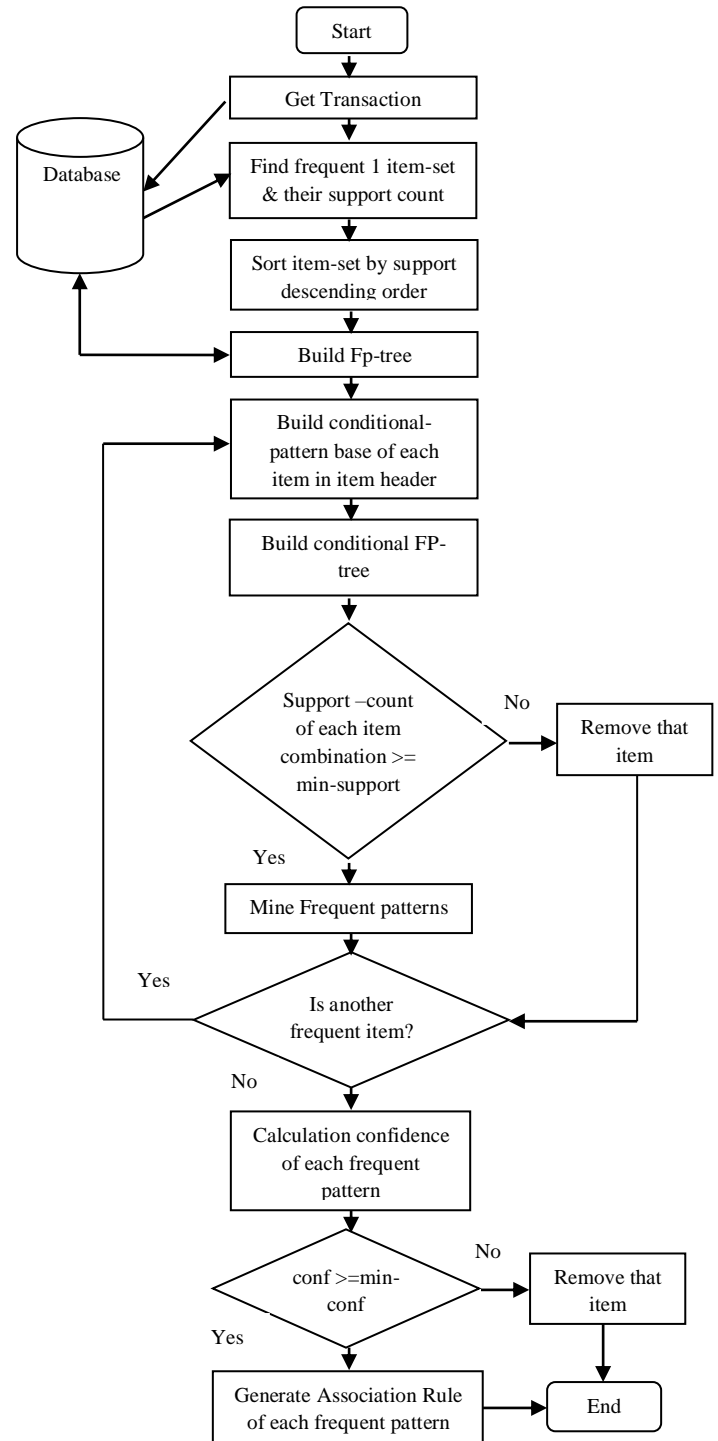 Start
Get Transaction
Database
Find frequent 1 item-set
& their support count
Sort item-set by support
descending order
Build Fp-tree
Build conditional-
pattern base of each
item in item header
Build conditional FP-
tree
Support –count
of each item
combination >=
min-support
No
Remove that
item
Yes
Mine Frequent patterns
Yes
Is another
frequent item?
No
Calculation confidence
of each frequent
pattern
conf >=min-
conf
No
Remove that
item
Yes
Generate Association Rule
of each frequent pattern
End